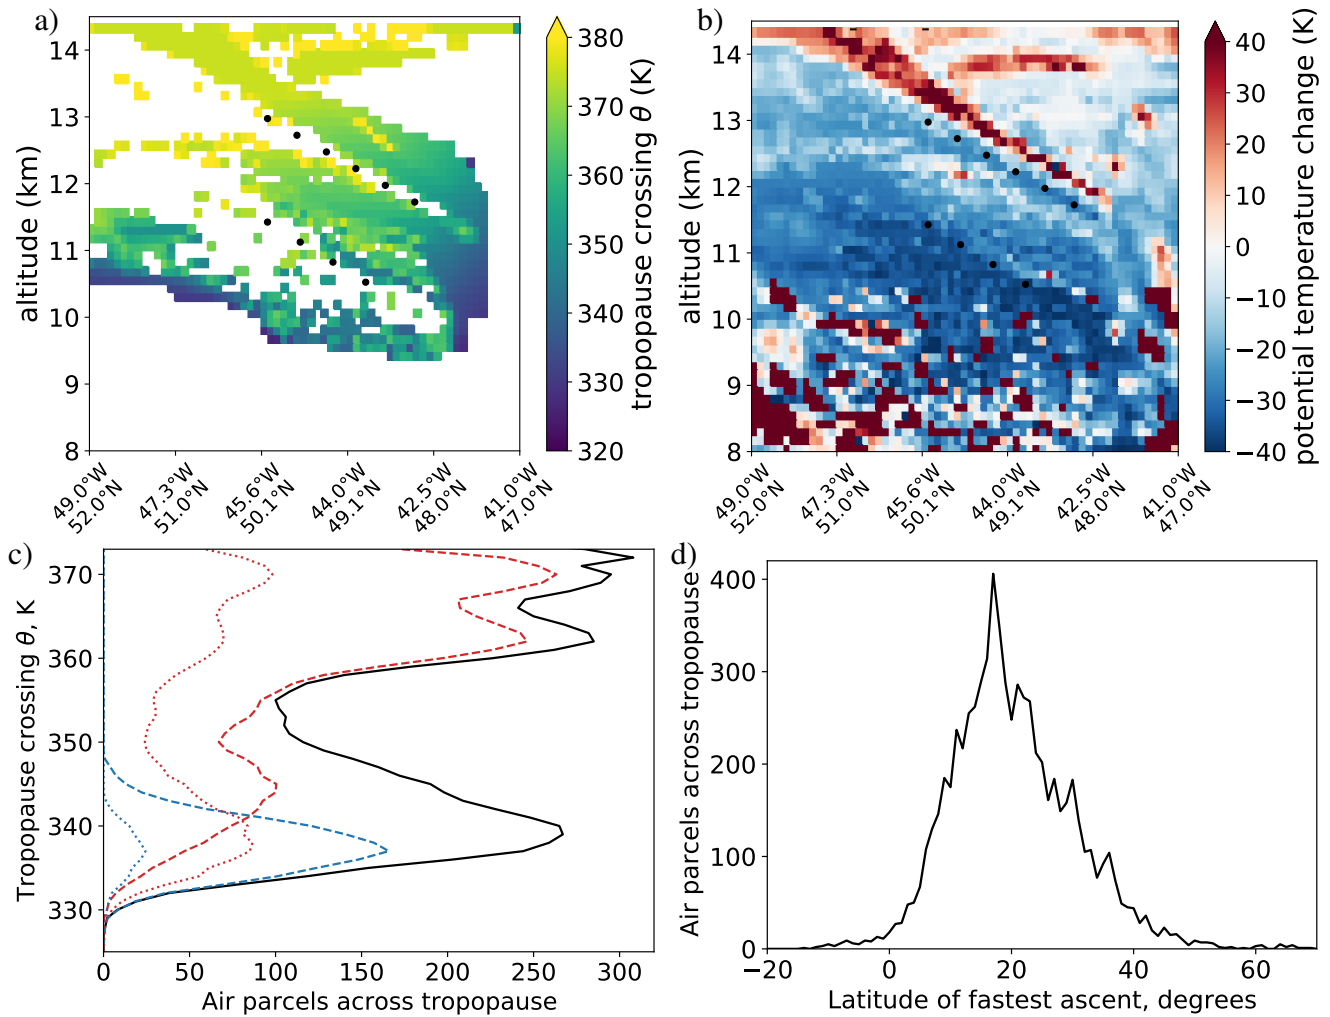 a)
14
13
12
11
10
9
8
altitude (km)
49.0°W
52.0°N
47.3°W
51.0°N
45.6°W
50.1°N
44.0°W
49.1°N
42.5°W
48.0°N
41.0°W
47.0°N
380
370
360
350
340
330
320
tropopause crossing θ (K)
b)
14
13
12
11
10
9
8
altitude (km)
49.0°W
52.0°N
47.3°W
51.0°N
45.6°W
50.1°N
44.0°W
49.1°N
42.5°W
48.0°N
41.0°W
47.0°N
40
30
20
10
0
−10
−20
−30
−40
potential temperature change (K)
c)
370
360
350
340
330
Tropopause crossing θ, K
0
50
100
150
200
250
300
Air parcels across tropopause
d)
400
300
200
100
0
Air parcels across tropopause
−20
0
20
40
60
Latitude of fastest ascent, degrees